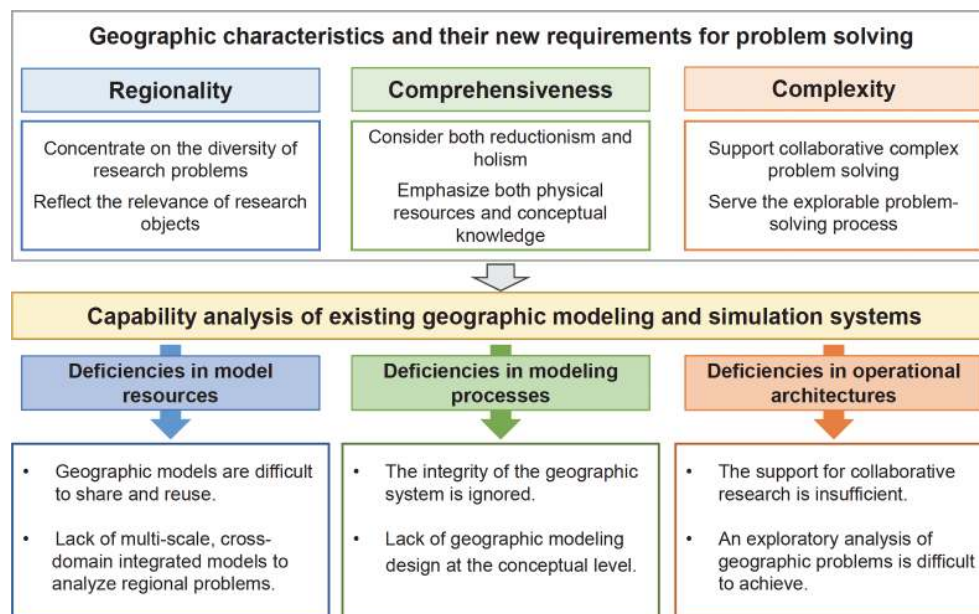 Geographic characteristics and their new requirements for problem solving
Regionality
Concentrate on the diversity of
research problems
Reflect the relevance of research
objects
Comprehensiveness
Consider both reductionism and
holism
Emphasize both physical
resources and conceptual
knowledge
Complexity
Support collaborative complex
problem solving
Serve the explorable problem-
solving process
Capability analysis of existing geographic modeling and simulation systems
Deficiencies in model
resources
• Geographic models are difficult
to share and reuse.
• Lack of multi-scale, cross-
domain integrated models to
analyze regional problems.
Deficiencies in modeling
processes
• The integrity of the geographic
system is ignored.
• Lack of geographic modeling
design at the conceptual level.
Deficiencies in operational
architectures
• The support for collaborative
research is insufficient.
• An exploratory analysis of
geographic problems is difficult
to achieve.